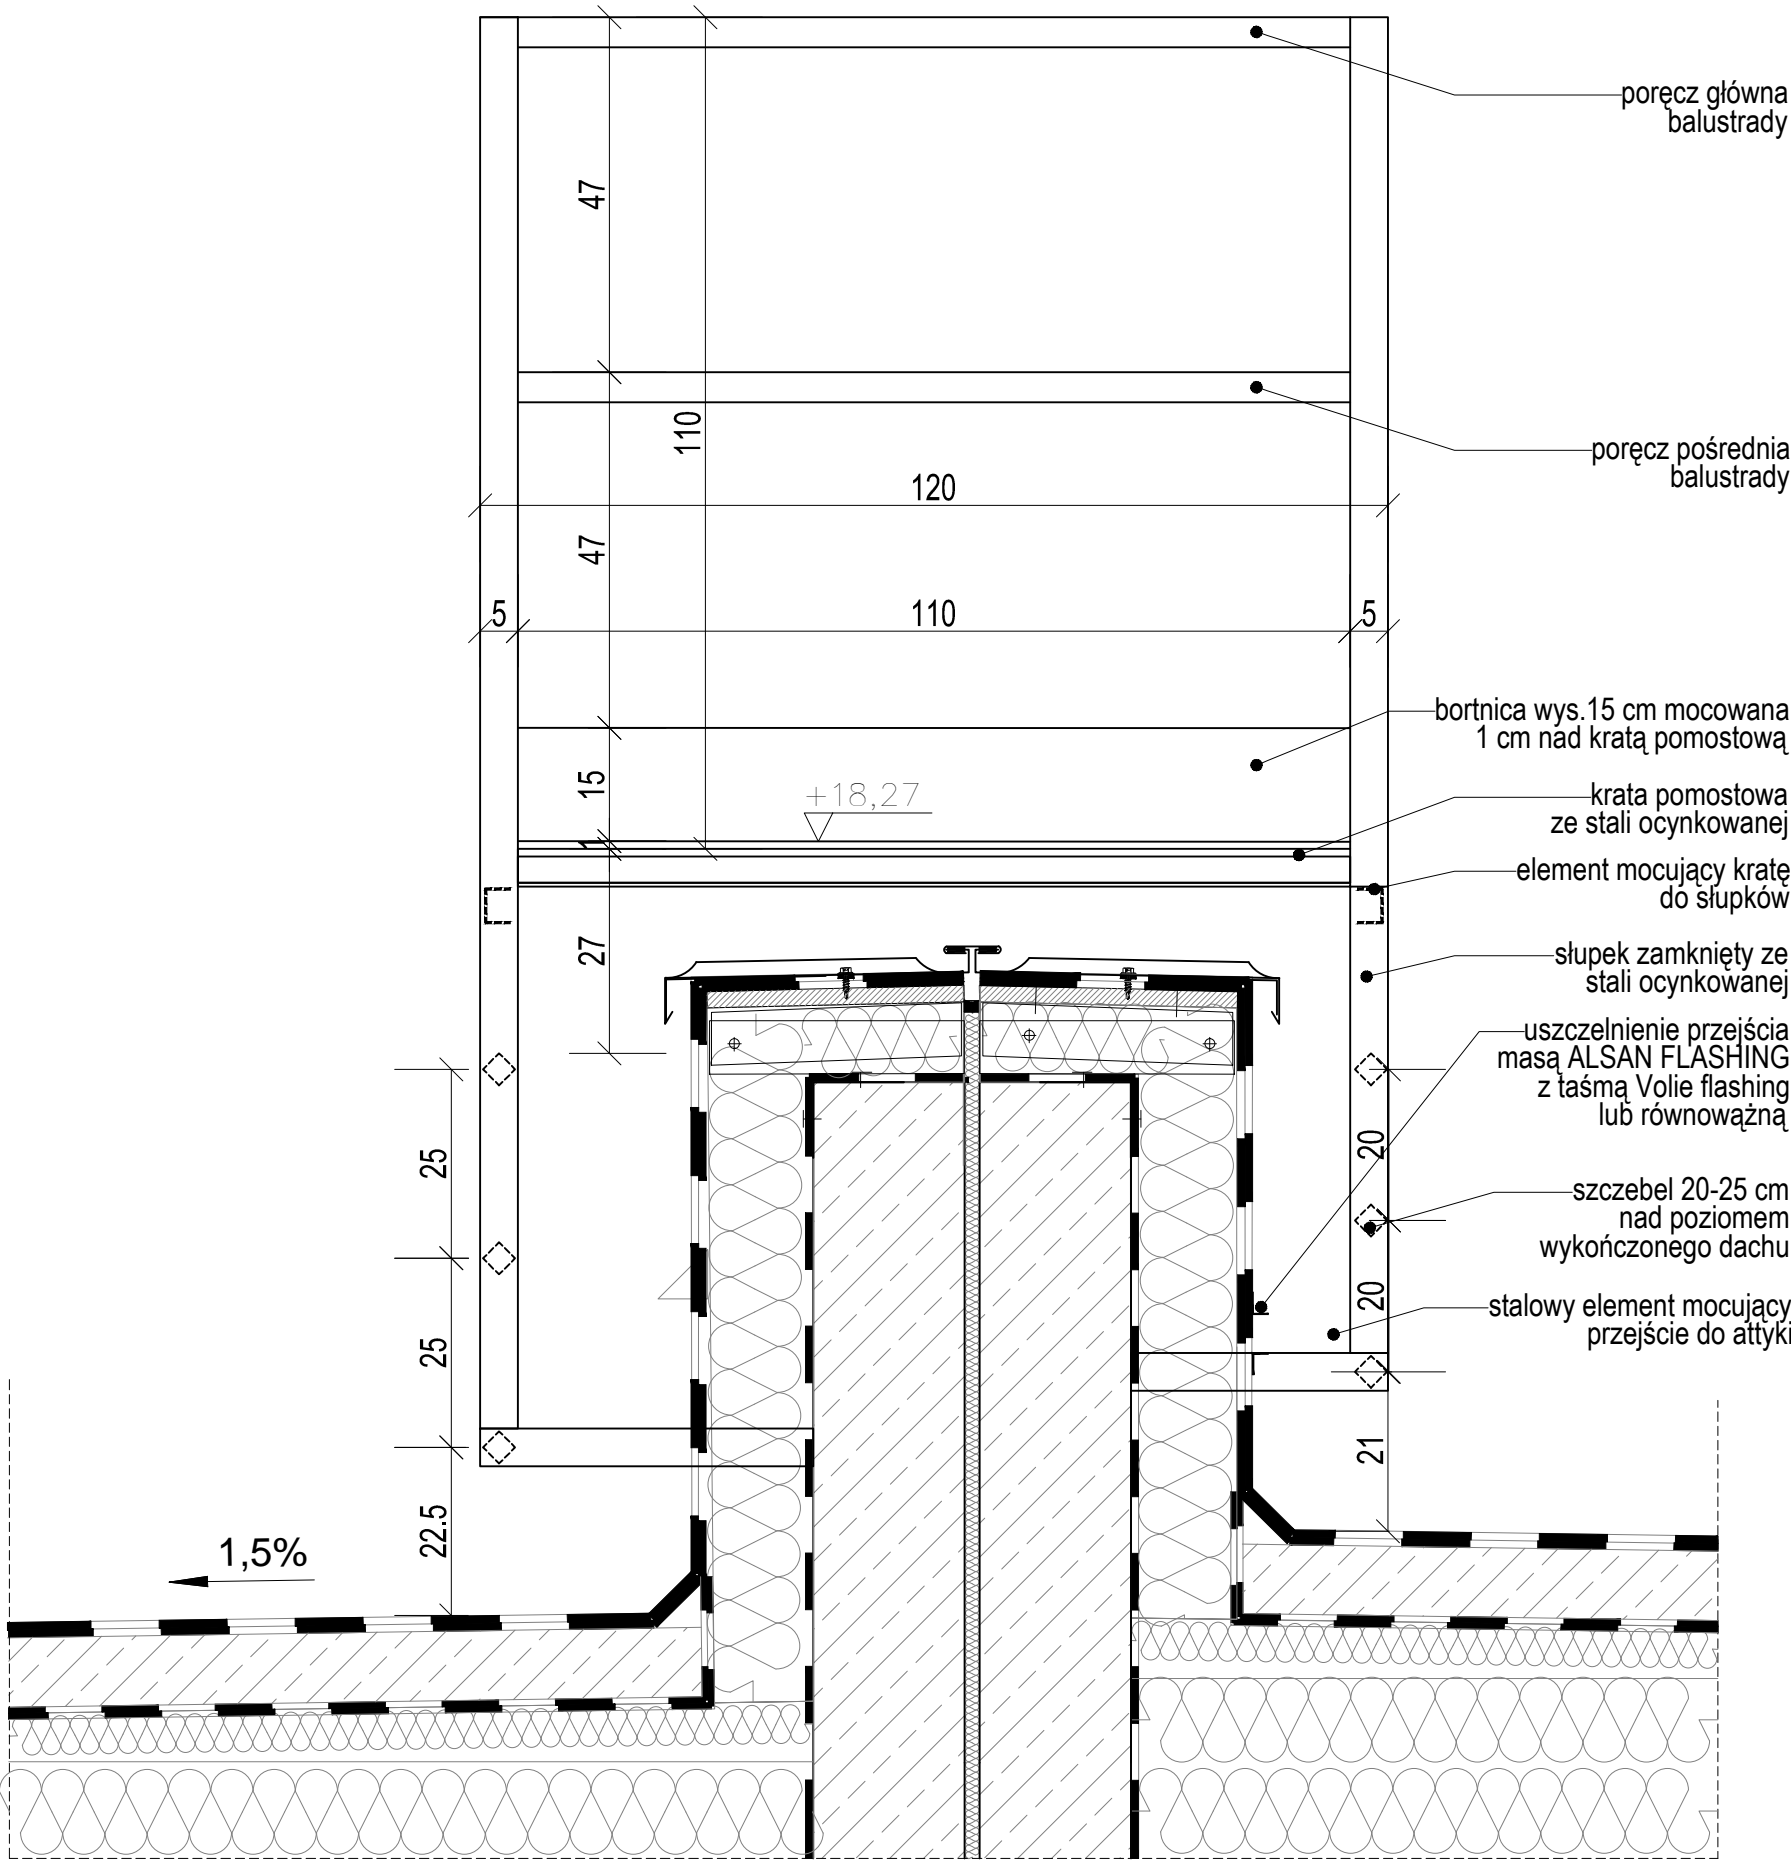 poręcz główna
balustrady
47
110
poręcz pośrednia
balustrady
120
47
5
110
5
bortnica wys.15 cm mocowana
1 cm nad kratą pomostową
15
+18,27
krata pomostowa
ze stali ocynkowanej
1
element mocujący kratę
do słupków
27
słupek zamknięty ze
stali ocynkowanej
uszczelnienie przejścia
masą ALSAN FLASHING
z taśmą Volie flashing
lub równoważną
25
20
szczebel 20-25 cm
nad poziomem
wykończonego dachu
20
stalowy element mocujący
przejście do attyki
25
21
22.5
1,5%